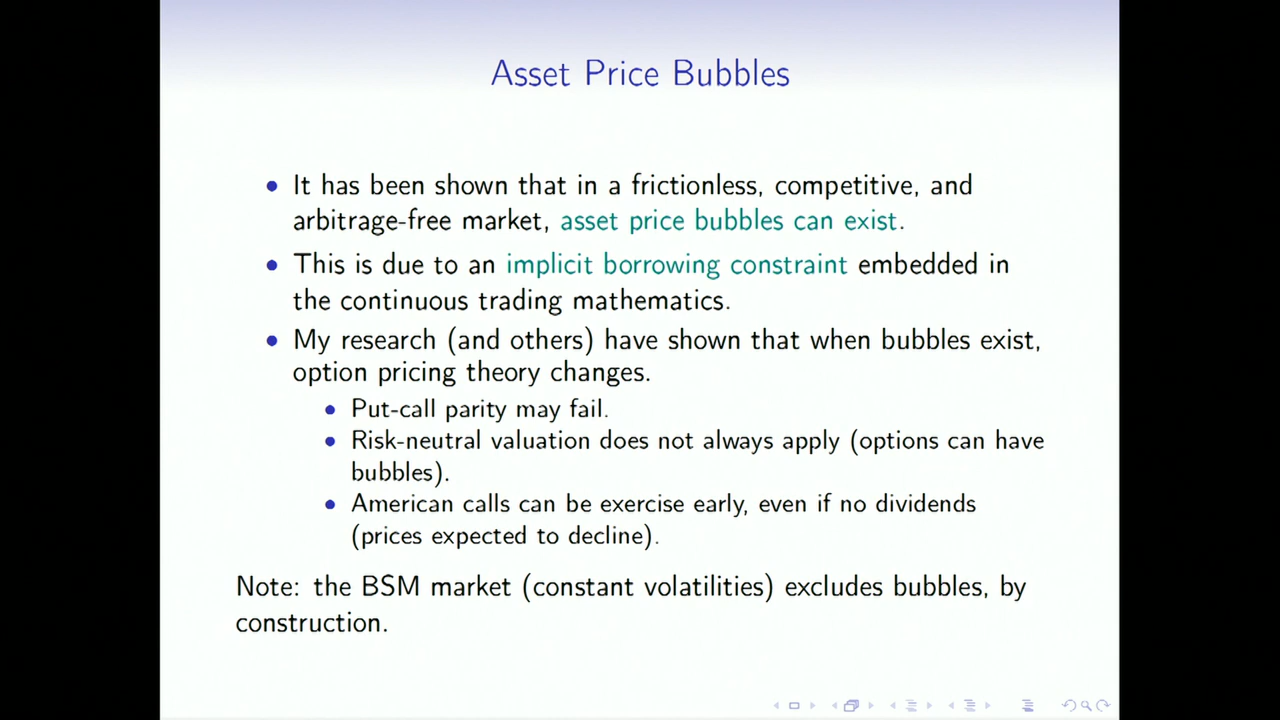 Asset Price Bubbles
It has been shown that in a frictionless, competitive, and
arbitrage-free market, asset price bubbles can exist.
This is due to an implicit borrowing constraint embedded in
the continuous trading mathematics.
My research (and others) have shown that when bubbles exist,
option pricing theory changes.
Put-call parity may fail.
Risk-neutral valuation does not always apply (options can have
bubbles).
American calls can be exercise early, even if no dividends
(prices expected to decline).
Note: the BSM market (constant volatilities) excludes bubbles, by
construction.